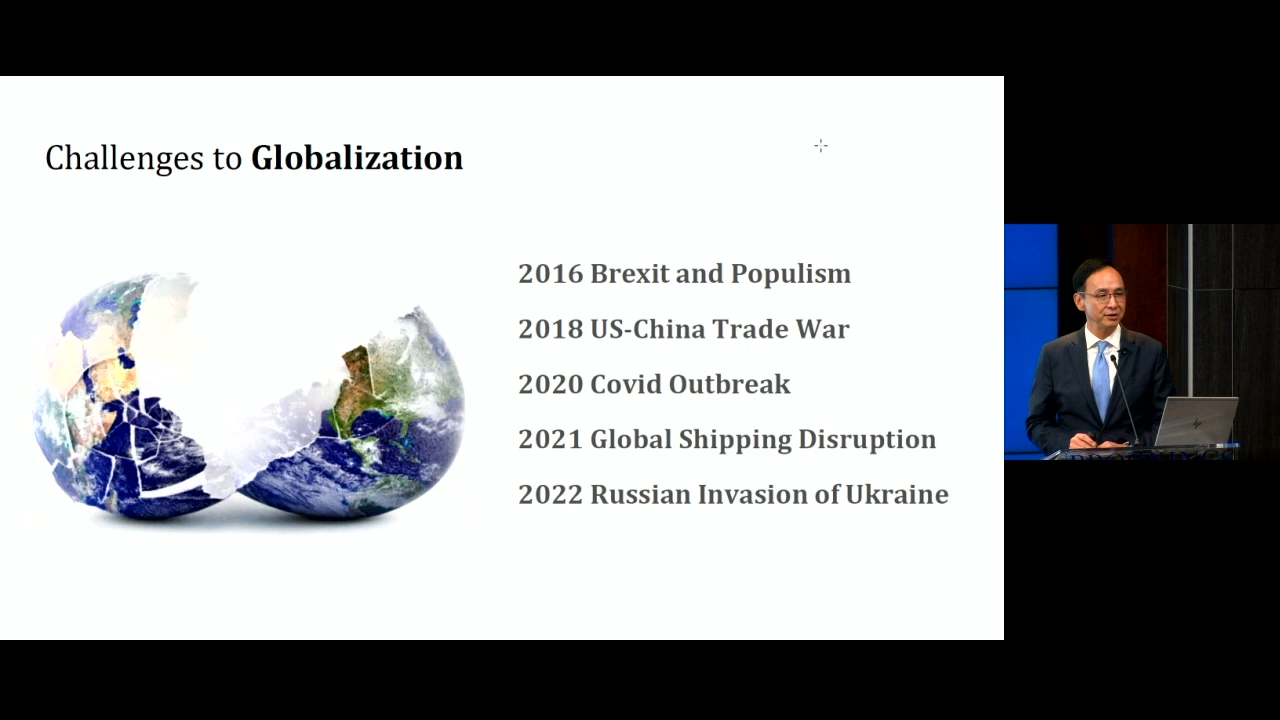 Challenges to Globalization
2016 Brexit and Populism
2018 US-China Trade War
2020 Covid Outbreak
2021 Global Shipping Disruption
2022 Russian Invasion of Ukraine
hp